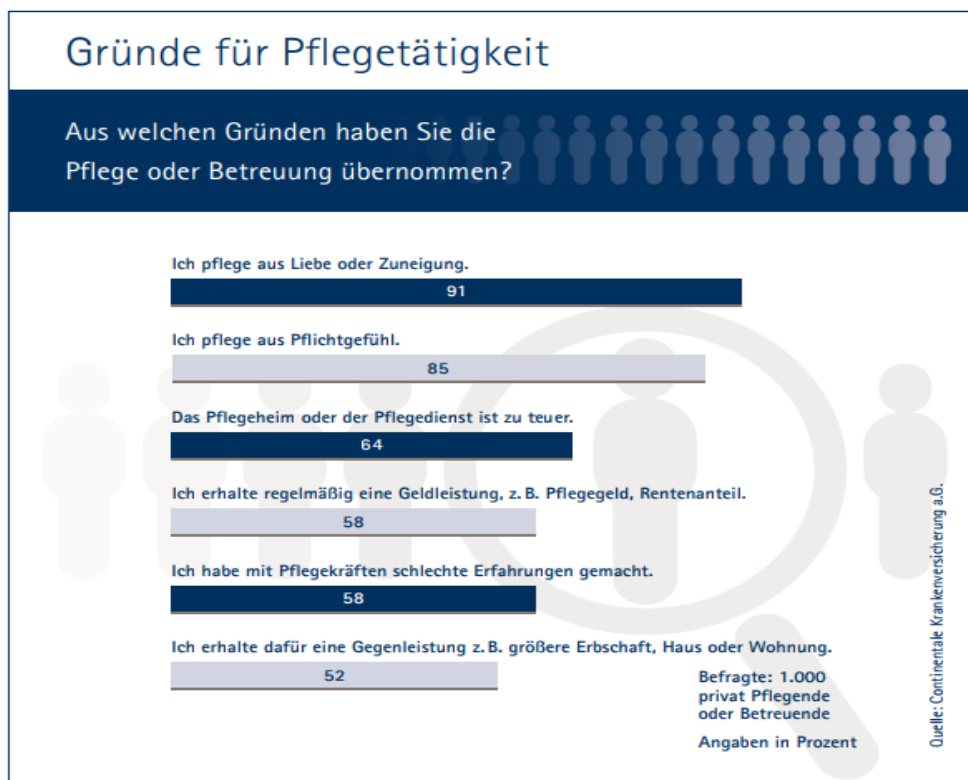 Gründe für Pflegetätigkeit
Aus welchen Gründen haben Sie die
Pflege oder Betreuung übernommen?
Ich pflege aus Liebe oder Zuneigung.
91
Ich pflege aus Pflichtgefühl.
85
Das Pflegeheim oder der Pflegedienst ist zu teuer.
64
Ich erhalte regelmäßig eine Geldleistung, z. B. Pflegegeld, Rentenanteil.
58
Ich habe mit Pflegekräften schlechte Erfahrungen gemacht.
58
Ich erhalte dafür eine Gegenleistung z. B. größere Erbschaft, Haus oder Wohnung.
52
Befragte: 1.000
privat Pflegende
oder Betreuende
Angaben in Prozent
Quelle: Continentale Krankenversicherung a.G.